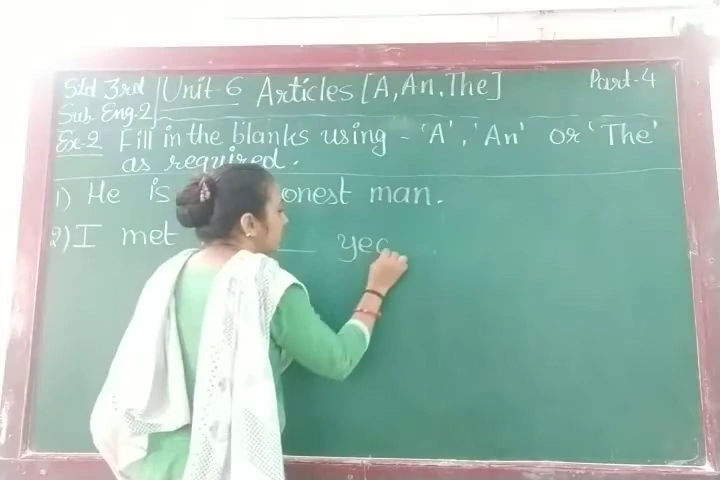 Std 3rd Unit-6 Articles [A, An, The] Part-4
Sub. Eng.2
Ex-2 Fill in the blanks using - 'A', 'An' or 'The'
as required.
1) He is man.
2) I met ___